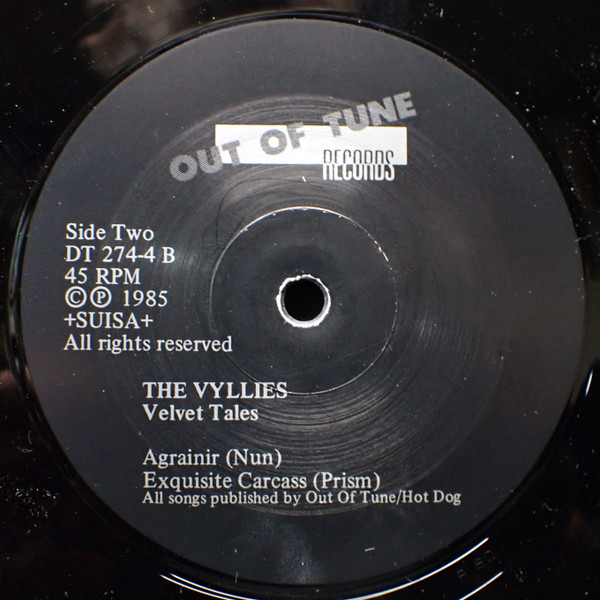 OUT OF TUNE
RECORDS
Side Two
DT 274-4 B
45 RPM
©℗ 1985
+SUISA+
All rights reserved
THE VYLLIES
Velvet Tales
Agrainir (Nun)
Exquisite Carcass (Prism)
All songs published by Out Of Tune/Hot Dog